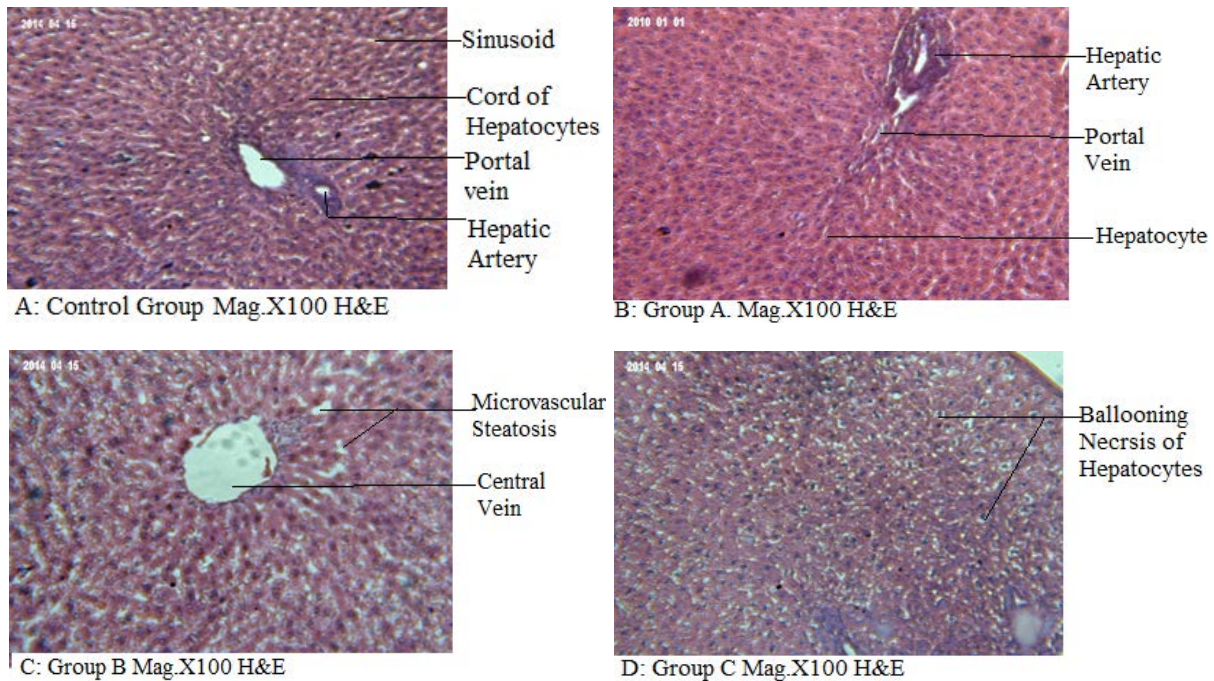 2014 04 15
Sinusoid
Cord of
Hepatocytes
Portal
vein
Hepatic
Artery
A: Control Group Mag.X100 H&E
2010 01 01
Hepatic
Artery
Portal
Vein
Hepatocyte
B: Group A. Mag.X100 H&E
2014 04 15
Microvascular
Steatosis
Central
Vein
C: Group B Mag.X100 H&E
2014 04 15
Ballooning
Necrsis of
Hepatocytes
D: Group C Mag.X100 H&E